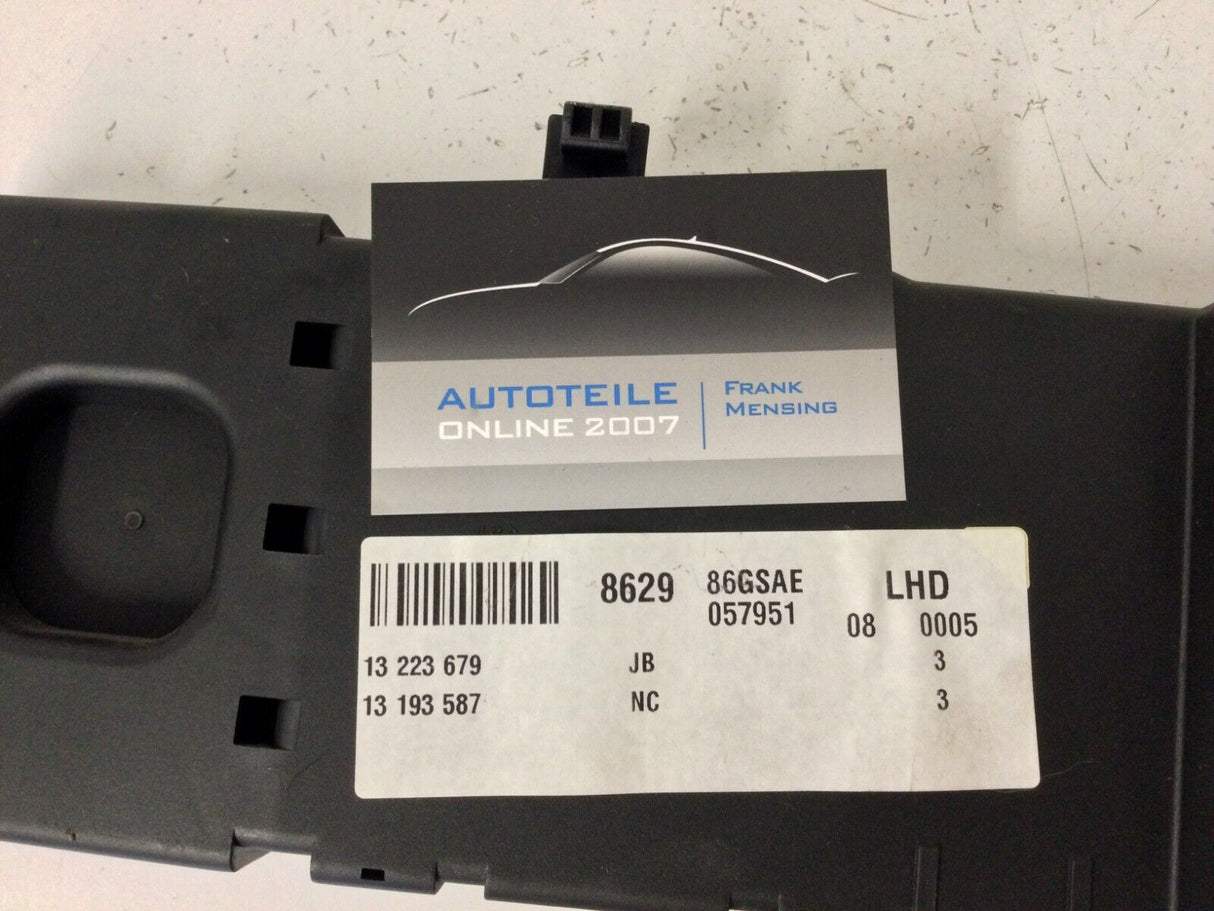 AUTOTEILE
ONLINE 2007
FRANK
MENSING
8629 86GSAE LHD
057951 08 0005
13 223 679 JB 3
13 193 587 NC 3